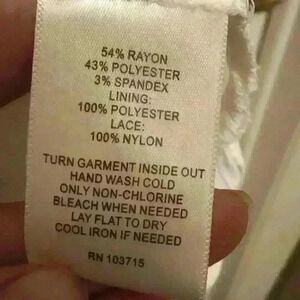 54% RAYON
43% POLYESTER
3% SPANDEX
LINING:
100% POLYESTER
LACE:
100% NYLON
TURN GARMENT INSIDE OUT
HAND WASH COLD
ONLY NON-CHLORINE
BLEACH WHEN NEEDED
LAY FLAT TO DRY
COOL IRON IF NEEDED
RN 103715